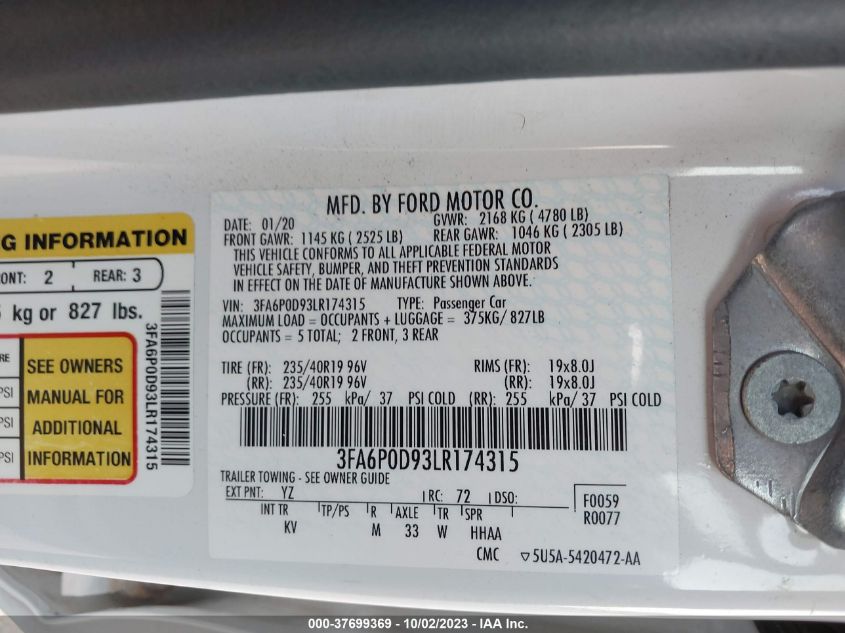 G INFORMATION
ONT: 2 REAR: 3
kg or 827 lbs.
SEE OWNERS
MANUAL FOR
ADDITIONAL
INFORMATION
RE
PSI
PSI
PSI
3FA6P0D93LR174315
MFD. BY FORD MOTOR CO.
DATE: 01/20 GVWR: 2168 KG ( 4780 LB)
FRONT GAWR: 1145 KG ( 2525 LB) REAR GAWR: 1046 KG ( 2305 LB)
THIS VEHICLE CONFORMS TO ALL APPLICABLE FEDERAL MOTOR
VEHICLE SAFETY, BUMPER, AND THEFT PREVENTION STANDARDS
IN EFFECT ON THE DATE OF MANUFACTURE SHOWN ABOVE.
VIN: 3FA6P0D93LR174315 TYPE: Passenger Car
MAXIMUM LOAD = OCCUPANTS + LUGGAGE = 375KG/ 827LB
OCCUPANTS = 5 TOTAL; 2 FRONT, 3 REAR
TIRE (FR): 235/40R19 96V RIMS (FR): 19x8.0J
(RR): 235/40R19 96V (RR): 19x8.0J
PRESSURE (FR): 255 kPa/ 37 PSI COLD (RR): 255 kPa/ 37 PSI COLD
3FA6P0D93LR174315
TRAILER TOWING - SEE OWNER GUIDE
EXT PNT: YZ RC: 72 DSO: F0059
INT TR TP/PS R AXLE TR SPR R0077
KV M 33 W HHAA
CMC ▽5U5A-5420472-AA
000-37699369 - 10/02/2023 - IAA Inc.